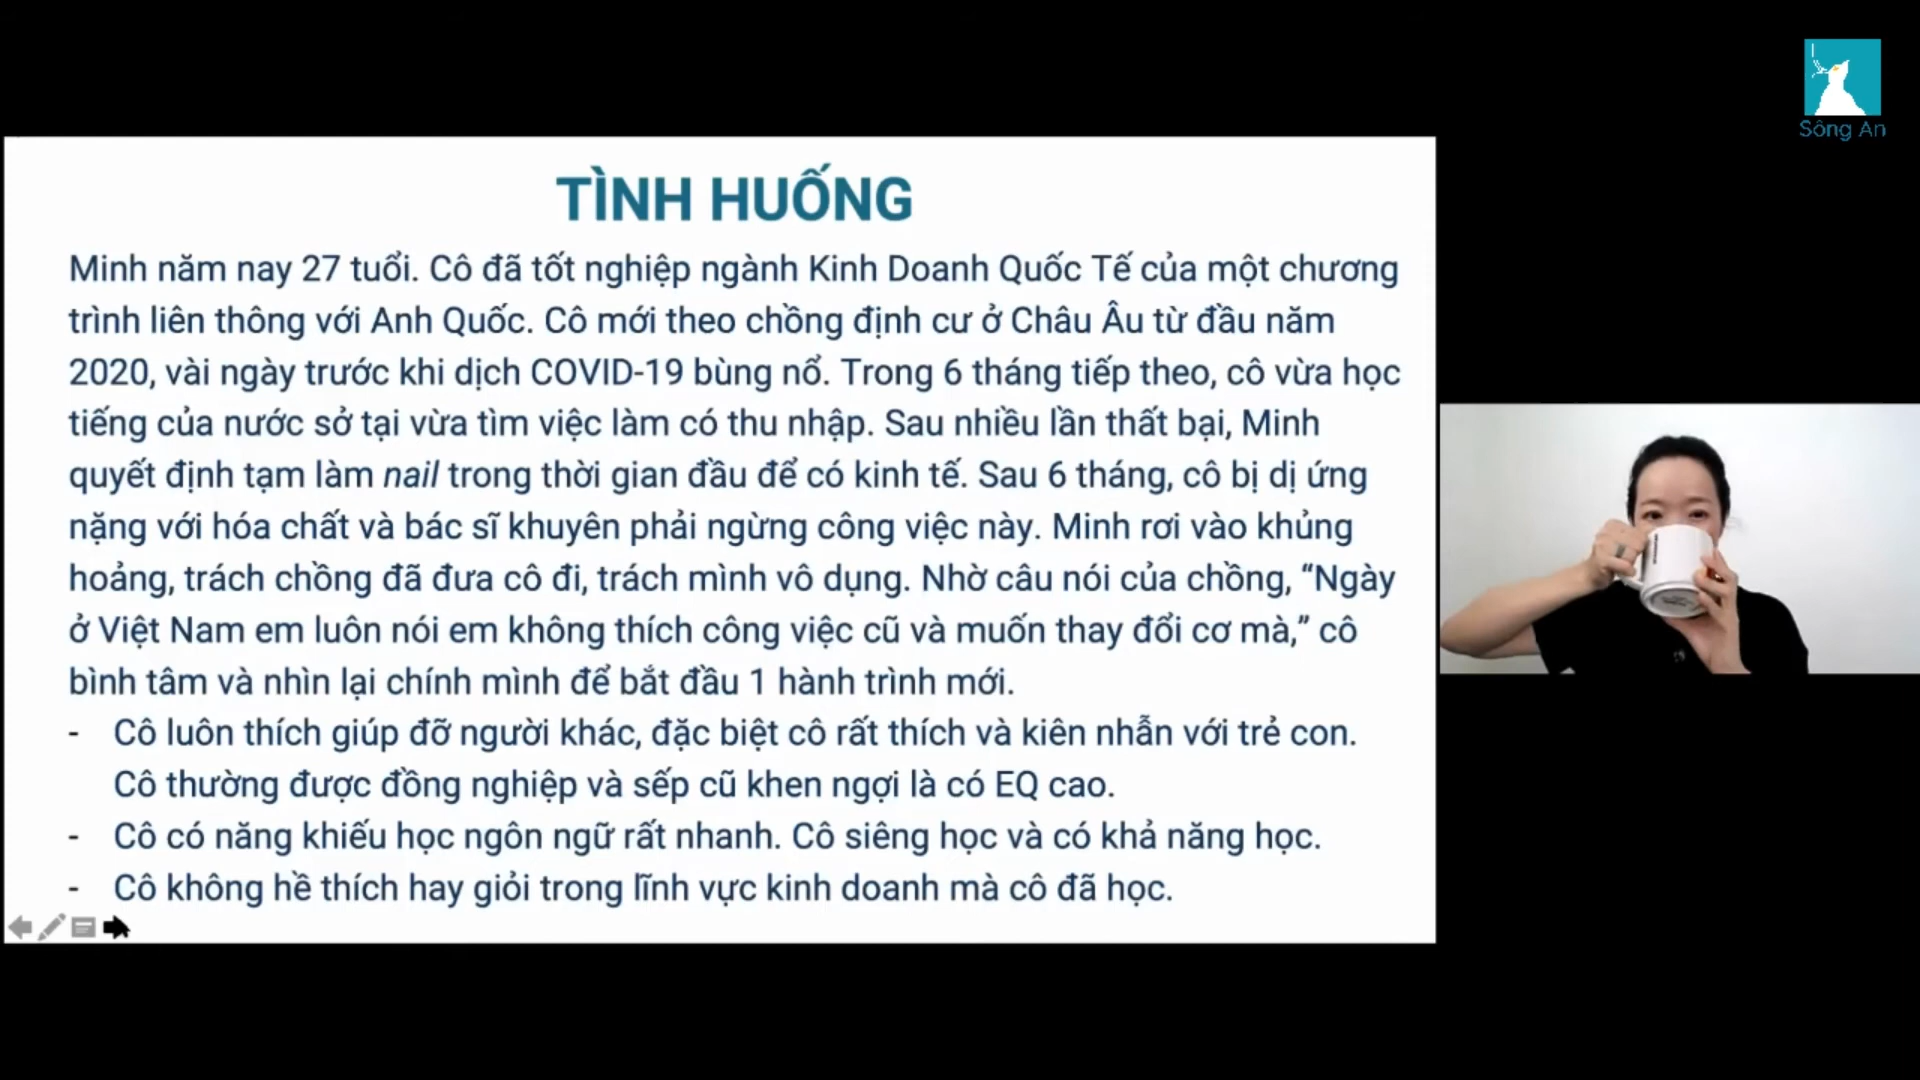 Sông An
TÌNH HUỐNG
Minh năm nay 27 tuổi. Cô đã tốt nghiệp ngành Kinh Doanh Quốc Tế của một chương
trình liên thông với Anh Quốc. Cô mới theo chồng định cư ở Châu Âu từ đầu năm
2020, vài ngày trước khi dịch COVID-19 bùng nổ. Trong 6 tháng tiếp theo, cô vừa học
tiếng của nước sở tại vừa tìm việc làm có thu nhập. Sau nhiều lần thất bại, Minh
quyết định tạm làm nail trong thời gian đầu để có kinh tế. Sau 6 tháng, cô bị dị ứng
nặng với hóa chất và bác sĩ khuyên phải ngừng công việc này. Minh rơi vào khủng
hoảng, trách chồng đã đưa cô đi, trách mình vô dụng. Nhờ câu nói của chồng, “Ngày
ở Việt Nam em luôn nói em không thích công việc cũ và muốn thay đổi cơ mà,” cô
bình tâm và nhìn lại chính mình để bắt đầu 1 hành trình mới.
- Cô luôn thích giúp đỡ người khác, đặc biệt cô rất thích và kiên nhẫn với trẻ con.
Cô thường được đồng nghiệp và sếp cũ khen ngợi là có EQ cao.
- Cô có năng khiếu học ngôn ngữ rất nhanh. Cô siêng học và có khả năng học.
- Cô không hề thích hay giỏi trong lĩnh vực kinh doanh mà cô đã học.